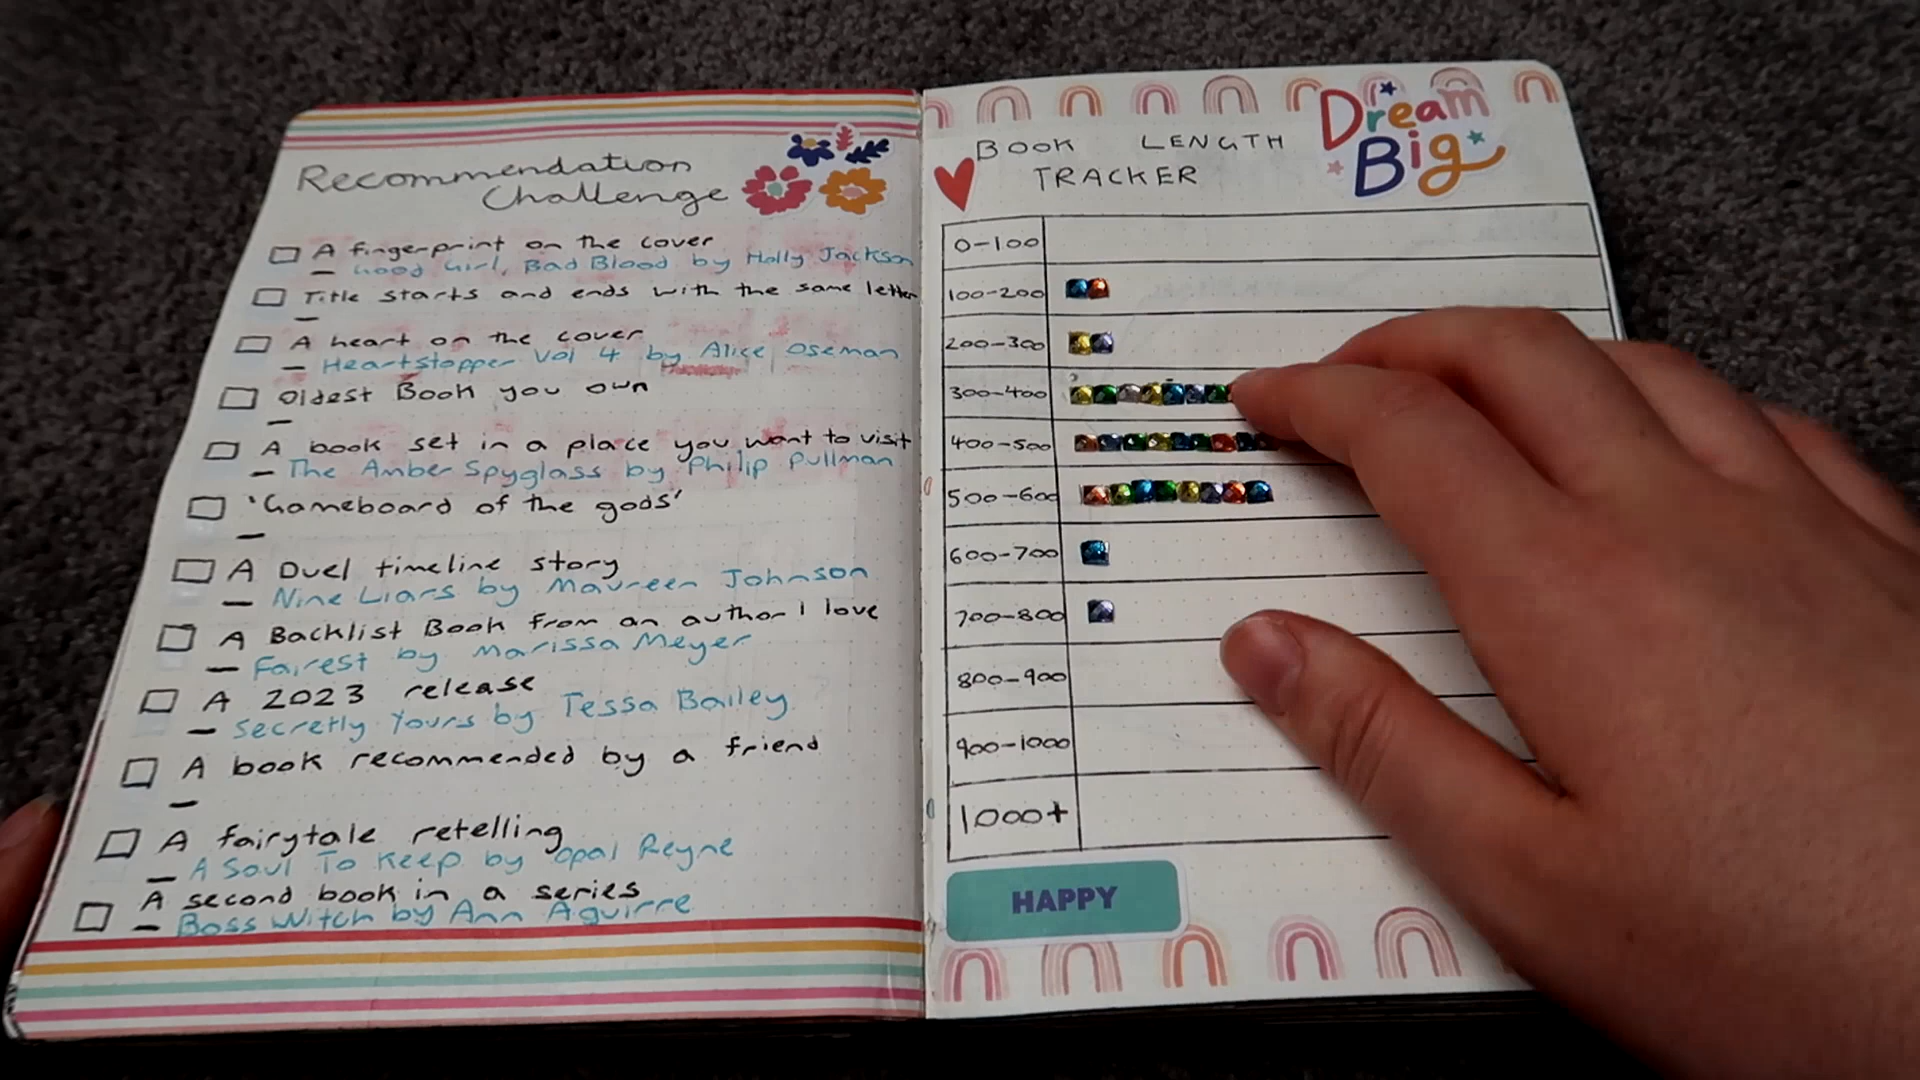 Recommendation
Challenge
A fingerprint on the cover
– Good Girl, Bad Blood by Holly Jackson
Title starts and ends with the same letter
–
A heart on the cover
– Heartstopper Vol 4 by Alice Oseman
Oldest Book you own
–
A book set in a place you want to visit
– The Amber Spyglass by Philip Pullman
'Gameboard of the gods'
–
A Duel timeline story
– Nine Liars by Maureen Johnson
A Backlist Book from an author I love
– Fairest by Marissa Meyer
A 2023 release
– Secretly Yours by Tessa Bailey
A book recommended by a friend
–
A fairytale retelling
– A Soul To Keep by Opal Reyne
A second book in a series
– Boss Witch by Ann Aguirre
BOOK LENGTH
TRACKER
Dream
Big
0-100
100-200
200-300
300-400
400-500
500-600
600-700
700-800
800-900
900-1000
1000+
HAPPY